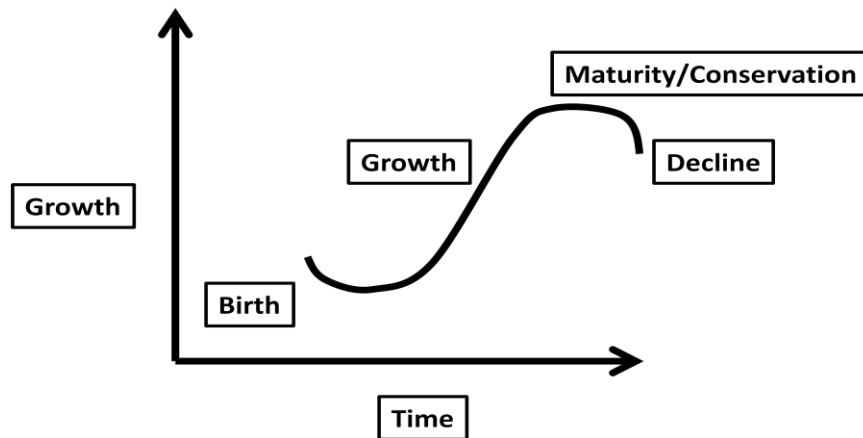 Maturity/Conservation
Growth
Decline
Growth
Birth
Time